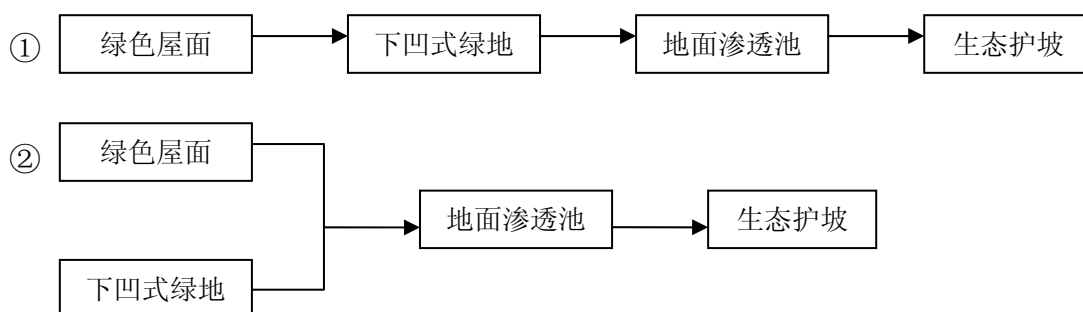 ① 绿色屋面 下凹式绿地 地面渗透池 生态护坡
② 绿色屋面
地面渗透池 生态护坡
下凹式绿地